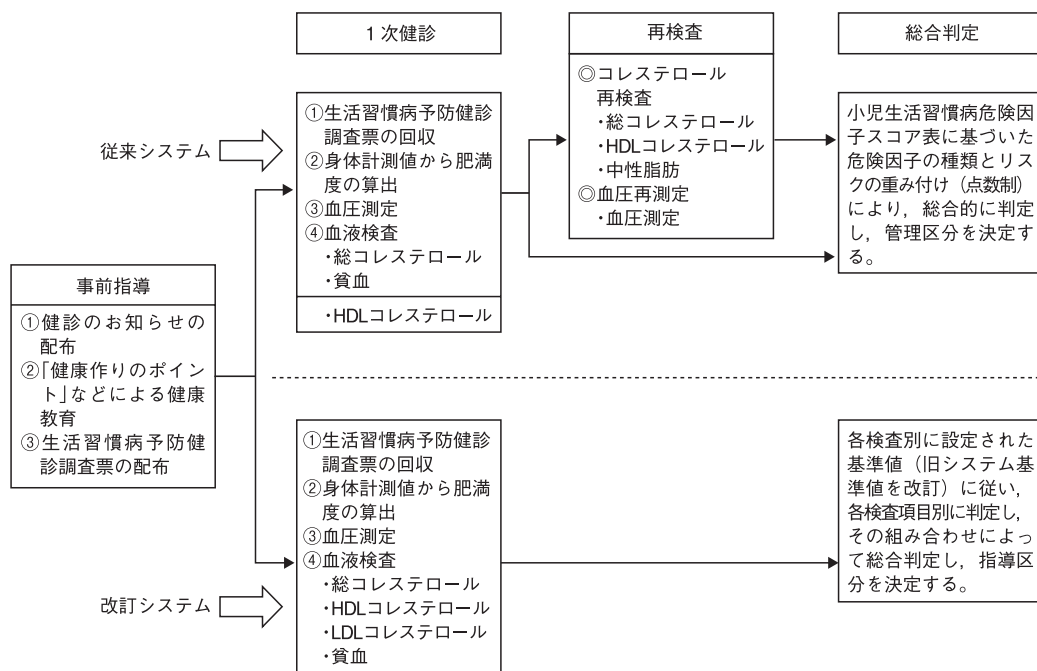 1次健診
再検査
総合判定
従来システム
①生活習慣病予防健診
調査票の回収
②身体計測値から肥満
度の算出
③血圧測定
④血液検査
・総コレステロール
・貧血
・HDLコレステロール
◎コレステロール
再検査
・総コレステロール
・HDLコレステロール
・中性脂肪
◎血圧再測定
・血圧測定
小児生活習慣病危険因
子スコア表に基づいた
危険因子の種類とリス
クの重み付け（点数制）
により，総合的に判定
し，管理区分を決定す
る。
事前指導
①健診のお知らせの
配布
②「健康作りのポイン
ト」などによる健康
教育
③生活習慣病予防健
診調査票の配布
改訂システム
①生活習慣病予防健診
調査票の回収
②身体計測値から肥満
度の算出
③血圧測定
④血液検査
・総コレステロール
・HDLコレステロール
・LDLコレステロール
・貧血
各検査別に設定された
基準値（旧システム基
準値を改訂）に従い，
各検査項目別に判定し，
その組み合わせによっ
て総合判定し，指導区
分を決定する。